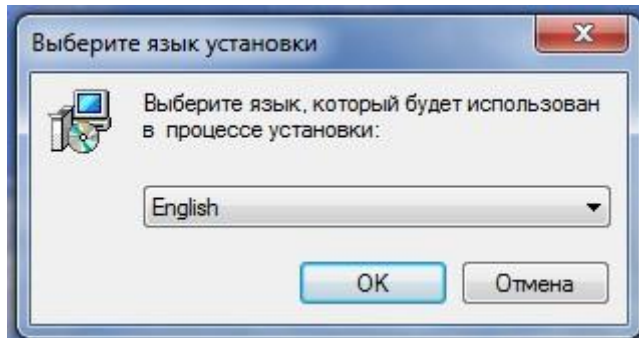 Выберите язык установки
Выберите язык, который будет использован
в процессе установки:
English
OK
Отмена